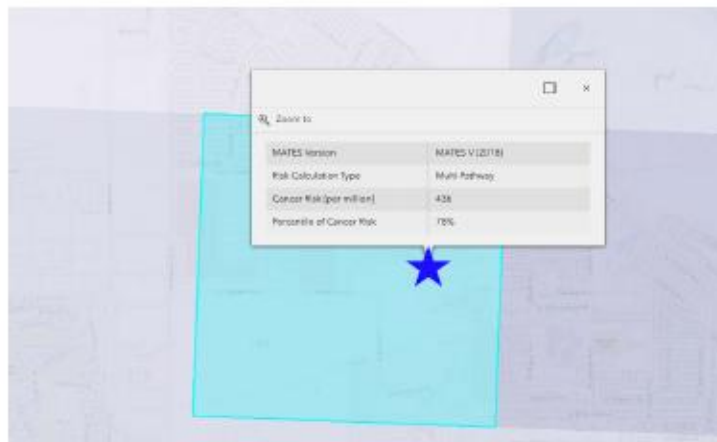 Zoom to
MATES Version MATES V (2018)
Risk Calculation Type Multi-Pathway
Cancer Risk (per million) 436
Percentile of Cancer Risk 78%